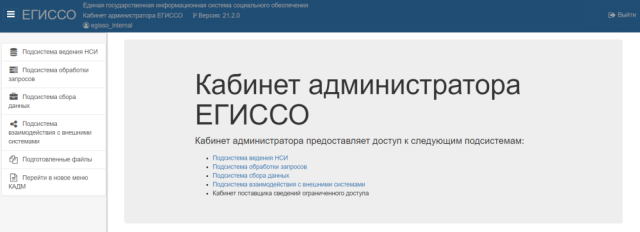 ЕГИССО
Единая государственная информационная система социального обеспечения
Кабинет администратора ЕГИССО Версия: 21.2.0
egisso_internal
Выйти
Подсистема ведения НСИ
Подсистема обработки
запросов
Подсистема сбора
данных
Подсистема
взаимодействия с внешними
системами
Подготовленные файлы
Перейти в новое меню
КАДМ
Кабинет администратора
ЕГИССО
Кабинет администратора предоставляет доступ к следующим подсистемам:
Подсистема ведения НСИ
Подсистема обработки запросов
Подсистема сбора данных
Подсистема взаимодействия с внешними системами
Кабинет поставщика сведений ограниченного доступа